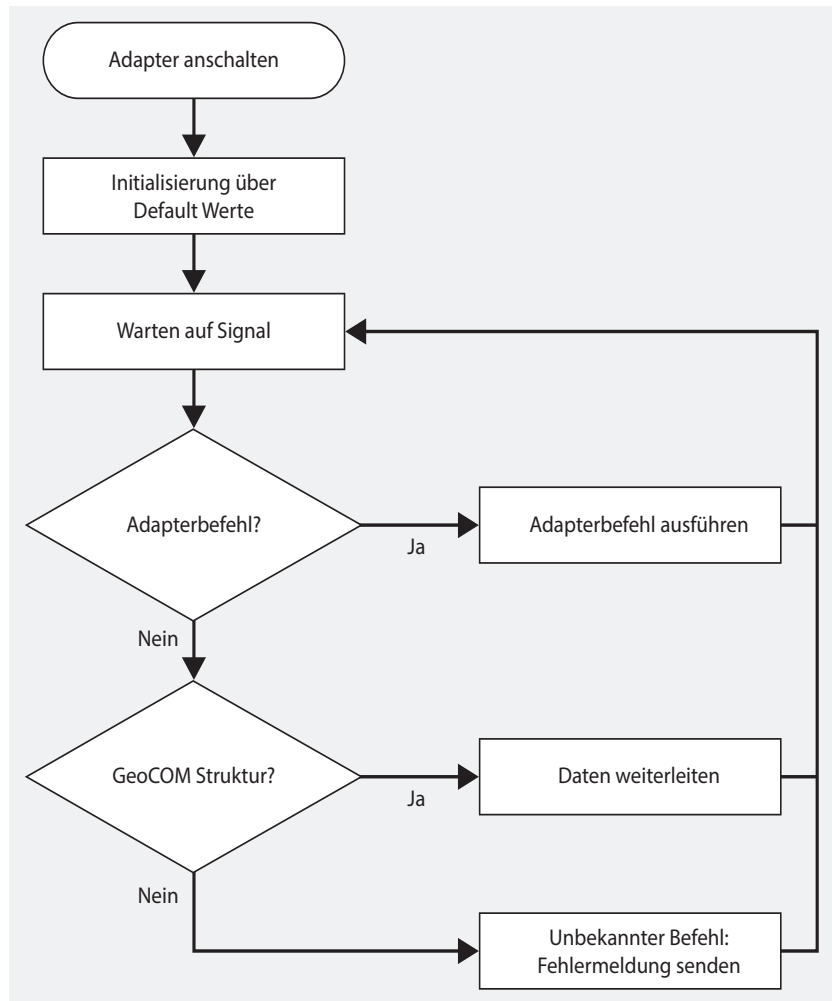 Adapter anschalten
Initialisierung über
Default Werte
Warten auf Signal
Adapterbefehl?
Ja
Adapterbefehl ausführen
Nein
GeoCOM Struktur?
Ja
Daten weiterleiten
Nein
Unbekannter Befehl:
Fehlermeldung senden